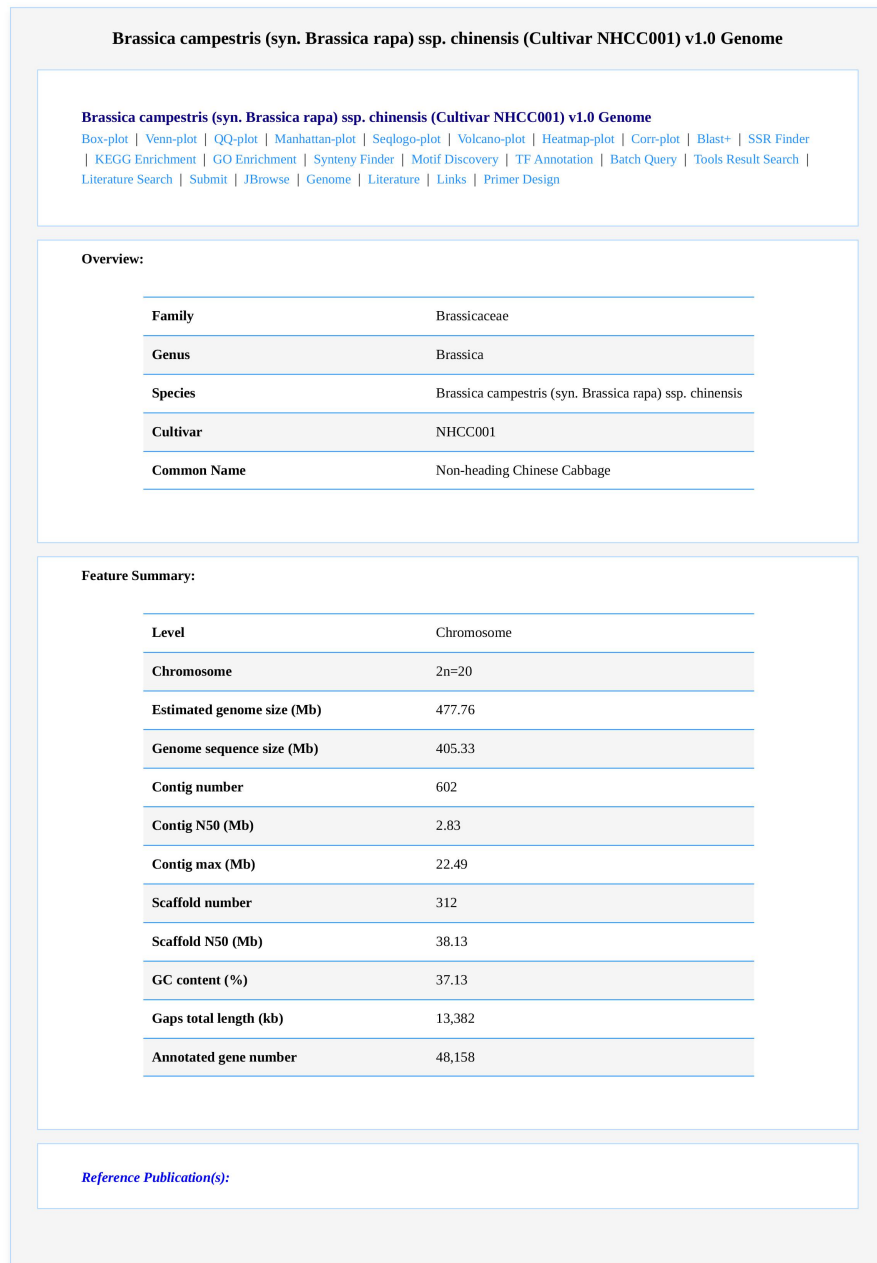 Brassica campestris (syn. Brassica rapa) ssp. chinensis (Cultivar NHCC001) v1.0 Genome
Brassica campestris (syn. Brassica rapa) ssp. chinensis (Cultivar NHCC001) v1.0 Genome
Box-plot | Venn-plot | QQ-plot | Manhattan-plot | Seqlogo-plot | Volcano-plot | Heatmap-plot | Corr-plot | Blast+ | SSR Finder
| KEGG Enrichment | GO Enrichment | Synteny Finder | Motif Discovery | TF Annotation | Batch Query | Tools Result Search |
Literature Search | Submit | JBrowse | Genome | Literature | Links | Primer Design
Overview:
Family Brassicaceae
Genus Brassica
Species Brassica campestris (syn. Brassica rapa) ssp. chinensis
Cultivar NHCC001
Common Name Non-heading Chinese Cabbage
Feature Summary:
Level Chromosome
Chromosome 2n=20
Estimated genome size (Mb) 477.76
Genome sequence size (Mb) 405.33
Contig number 602
Contig N50 (Mb) 2.83
Contig max (Mb) 22.49
Scaffold number 312
Scaffold N50 (Mb) 38.13
GC content (%) 37.13
Gaps total length (kb) 13,382
Annotated gene number 48,158
Reference Publication(s):